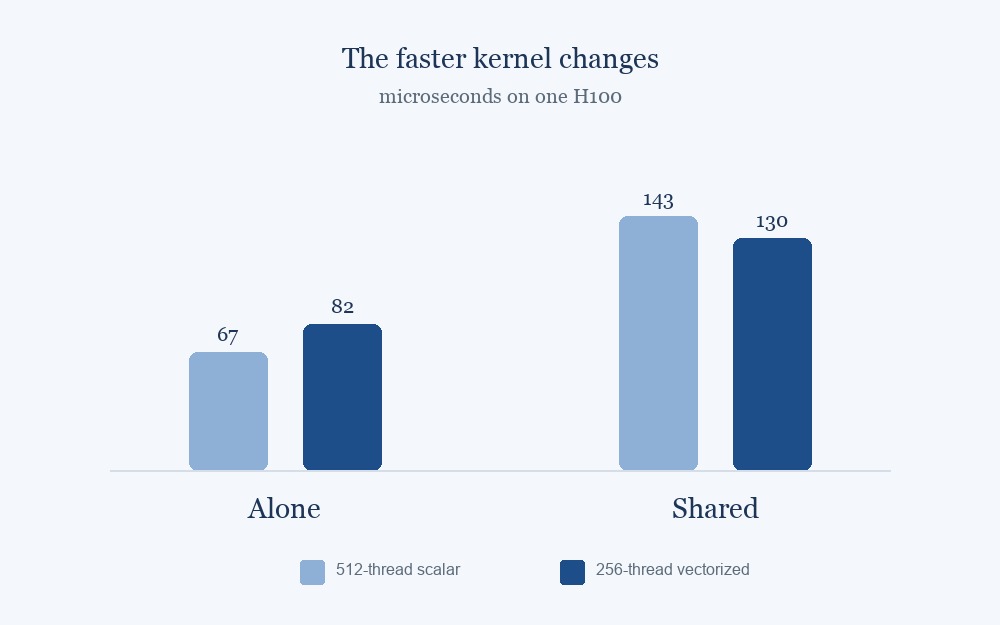 The faster kernel changes
microseconds on one H100
143
130
82
67
Alone
Shared
512-thread scalar
256-thread vectorized